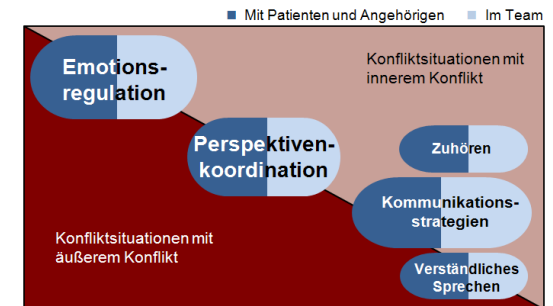 Mit Patienten und Angehörigen
Im Team
Emotions-
regulation
Konfliktsituationen mit
innerem Konflikt
Perspektiven-
koordination
Zuhören
Kommunikations-
strategien
Konfliktsituationen mit
äußerem Konflikt
Verständliches
Sprechen